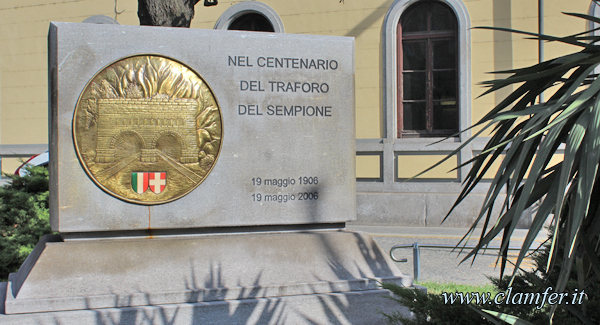 NEL CENTENARIO
DEL TRAFORO
DEL SEMPIONE
19 maggio 1906
19 maggio 2006
www.clamfer.it